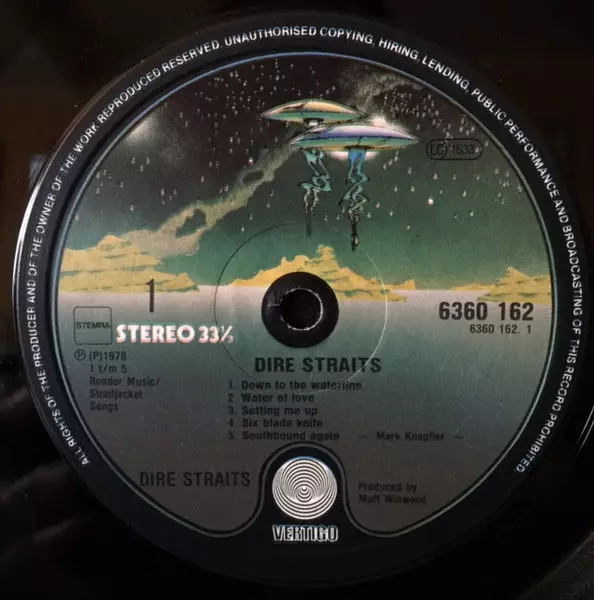 ALL RIGHTS OF THE PRODUCER AND OF THE OWNER OF THE WORK REPRODUCED RESERVED. UNAUTHORISED COPYING, HIRING, LENDING, PUBLIC PERFORMANCE AND BROADCASTING OF THIS RECORD PROHIBITED
LC 1633
1
STEMRA
STEREO 33⅓
6360 162
6360 162. 1
Ⓟ (P)1978
1 t/m 5
Rondor Music/
Straitjacket
Songs
DIRE STRAITS
1. Down to the waterline
2. Water of love
3. Setting me up
4. Six blade knife
5. Southbound again — Mark Knopfler —
DIRE STRAITS
Produced by
Muff Winwood
VERTIGO